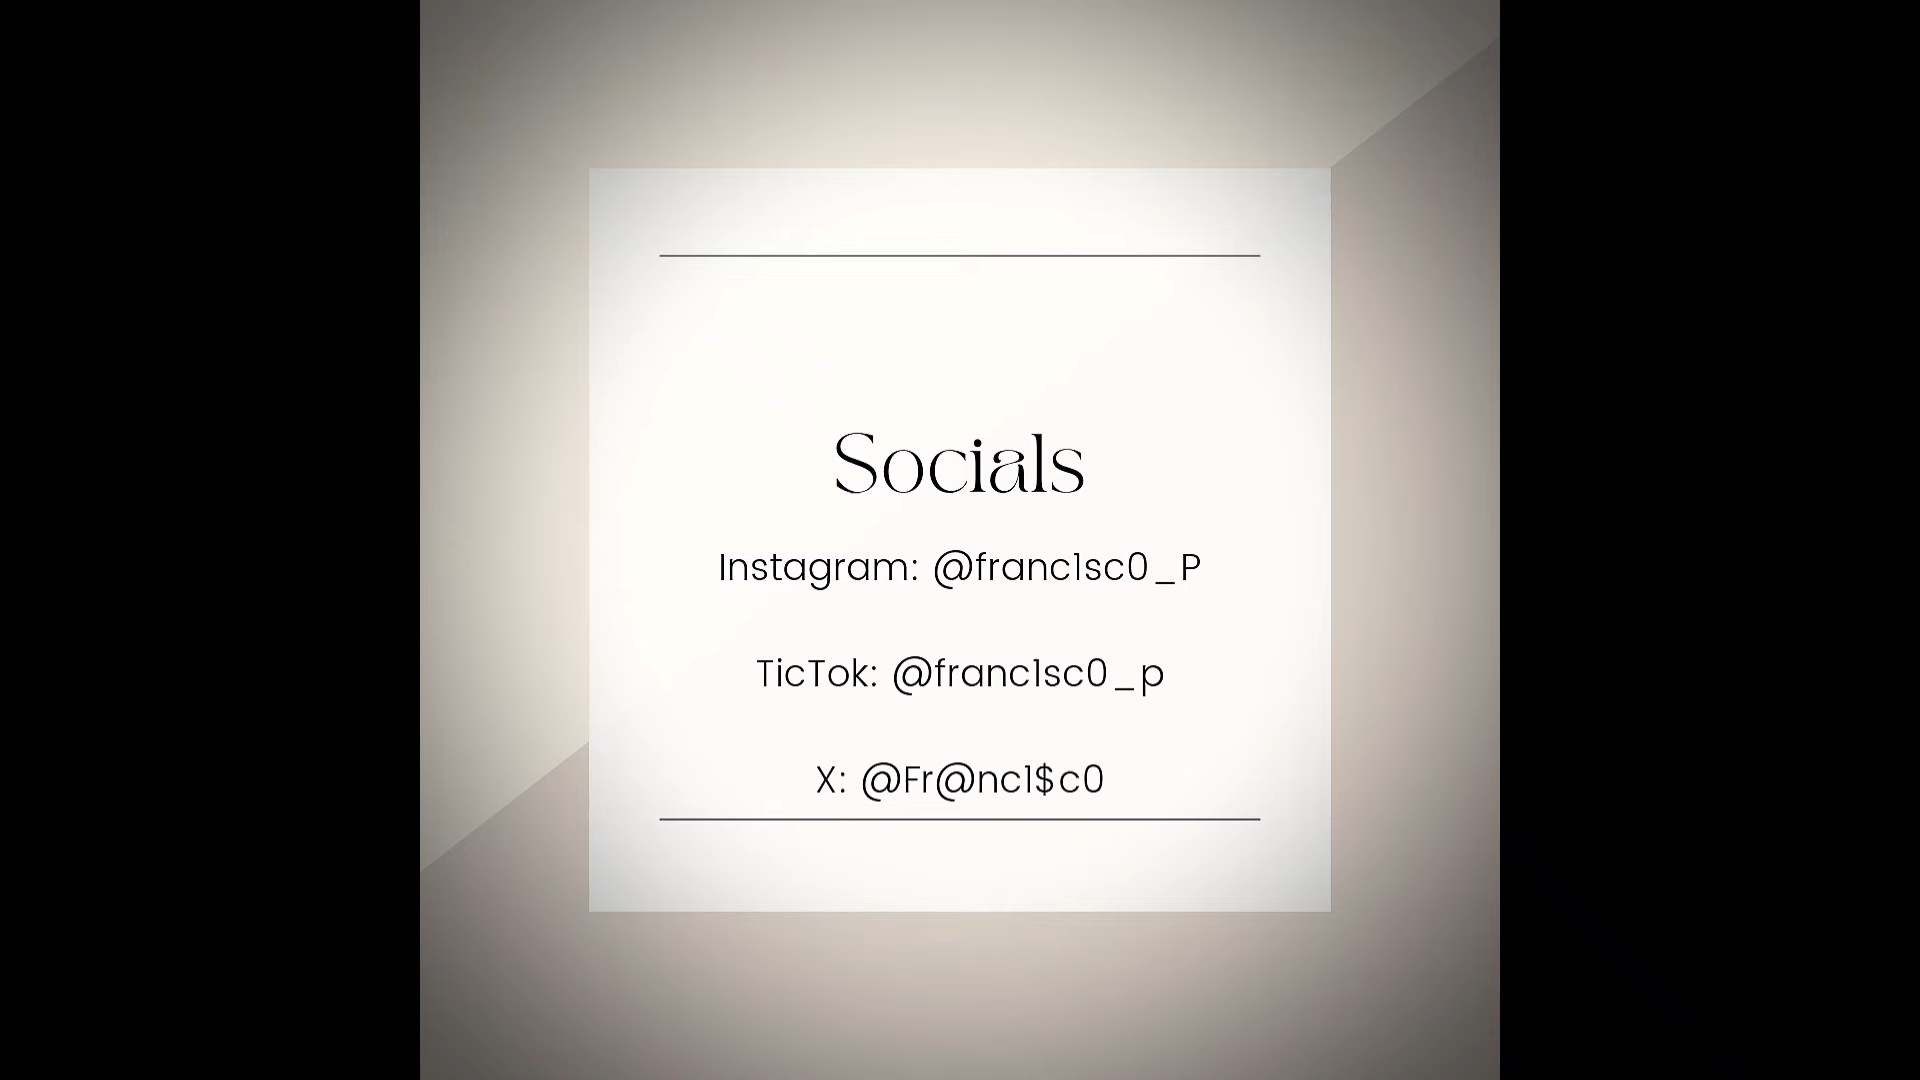 Socials
Instagram: @franc1sc0_P
TicTok: @franc1sc0_p
X: @Fr@nc1$c0